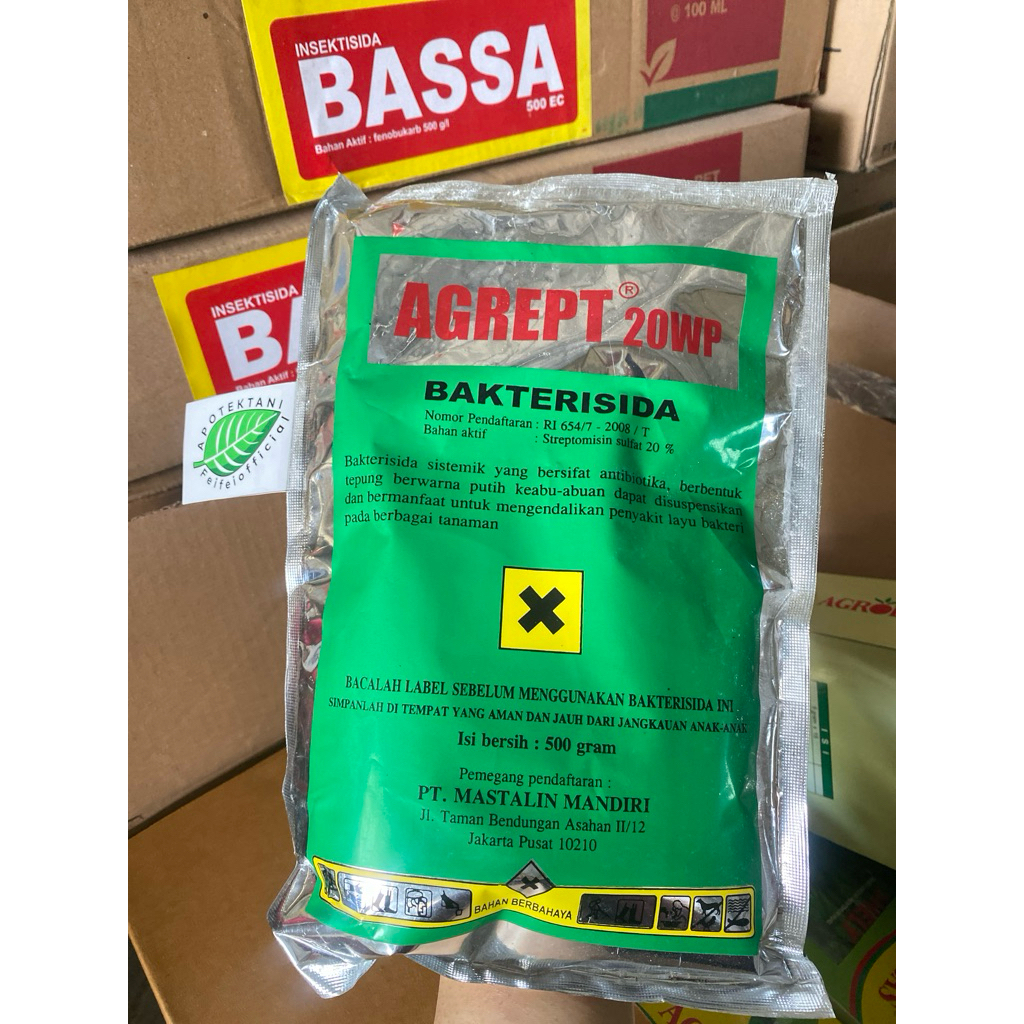 @ 100 ML
INSEKTISIDA
BASSA
500 EC
Bahan Aktif : fenobukarb 500 g/l
INSEKTISIDA
BA
Bahan Aktif :
APOTEKTANI
Feifeiofficial
AGREPT® 20WP
BAKTERISIDA
Nomor Pendaftaran : RI 654/7 - 2008 / T
Bahan aktif : Streptomisin sulfat 20 %
Bakterisida sistemik yang bersifat antibiotika, berbentuk
tepung berwarna putih keabu-abuan dapat disuspensikan
dan bermanfaat untuk mengendalikan penyakit layu bakteri
pada berbagai tanaman
BACALAH LABEL SEBELUM MENGGUNAKAN BAKTERISIDA INI
SIMPANLAH DI TEMPAT YANG AMAN DAN JAUH DARI JANGKAUAN ANAK-ANAK
Isi bersih : 500 gram
Pemegang pendaftaran :
PT. MASTALIN MANDIRI
Jl. Taman Bendungan Asahan II/12
Jakarta Pusat 10210
BAHAN BERBAHAYA
ISI